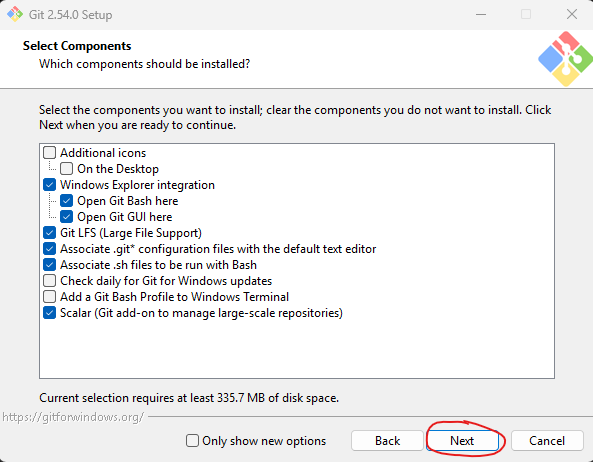 Git 2.54.0 Setup
Select Components
Which components should be installed?
Select the components you want to install; clear the components you do not want to install. Click
Next when you are ready to continue.
Additional icons
On the Desktop
Windows Explorer integration
Open Git Bash here
Open Git GUI here
Git LFS (Large File Support)
Associate .git* configuration files with the default text editor
Associate .sh files to be run with Bash
Check daily for Git for Windows updates
Add a Git Bash Profile to Windows Terminal
Scalar (Git add-on to manage large-scale repositories)
Current selection requires at least 335.7 MB of disk space.
https://gitforwindows.org/
Only show new options
Back
Next
Cancel